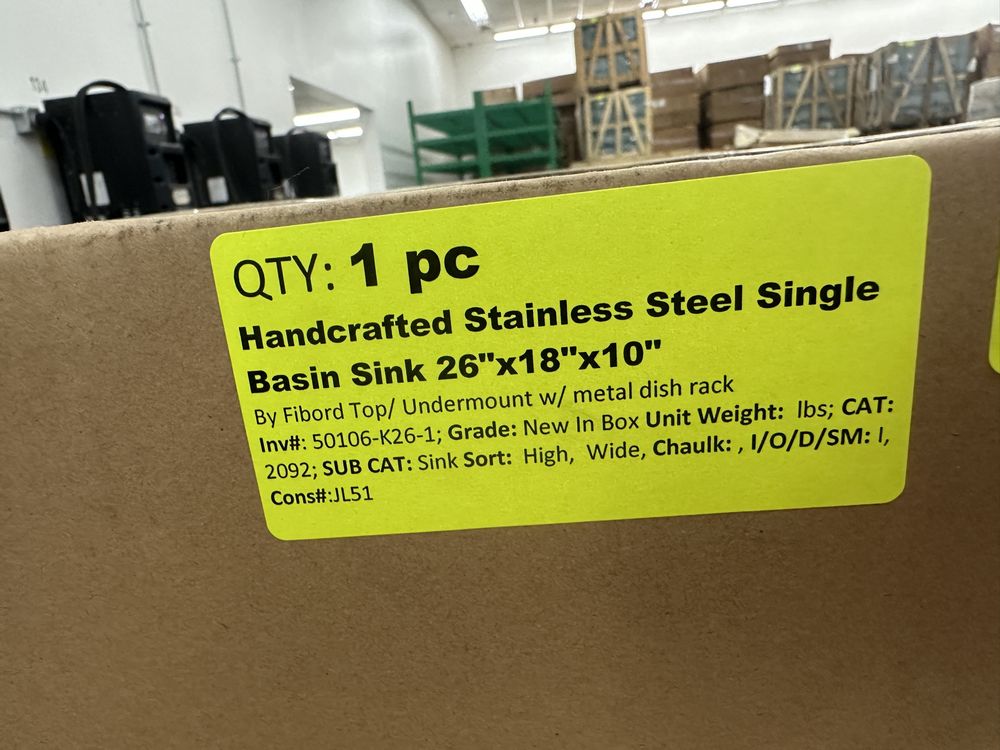 QTY: 1 pc
Handcrafted Stainless Steel Single
Basin Sink 26"x18"x10"
By Fibord Top/ Undermount w/ metal dish rack
Inv#: 50106-K26-1; Grade: New In Box Unit Weight:  lbs; CAT:
2092; SUB CAT: Sink Sort:  High,  Wide, Chaulk: , I/O/D/SM: I,
Cons#:JL51